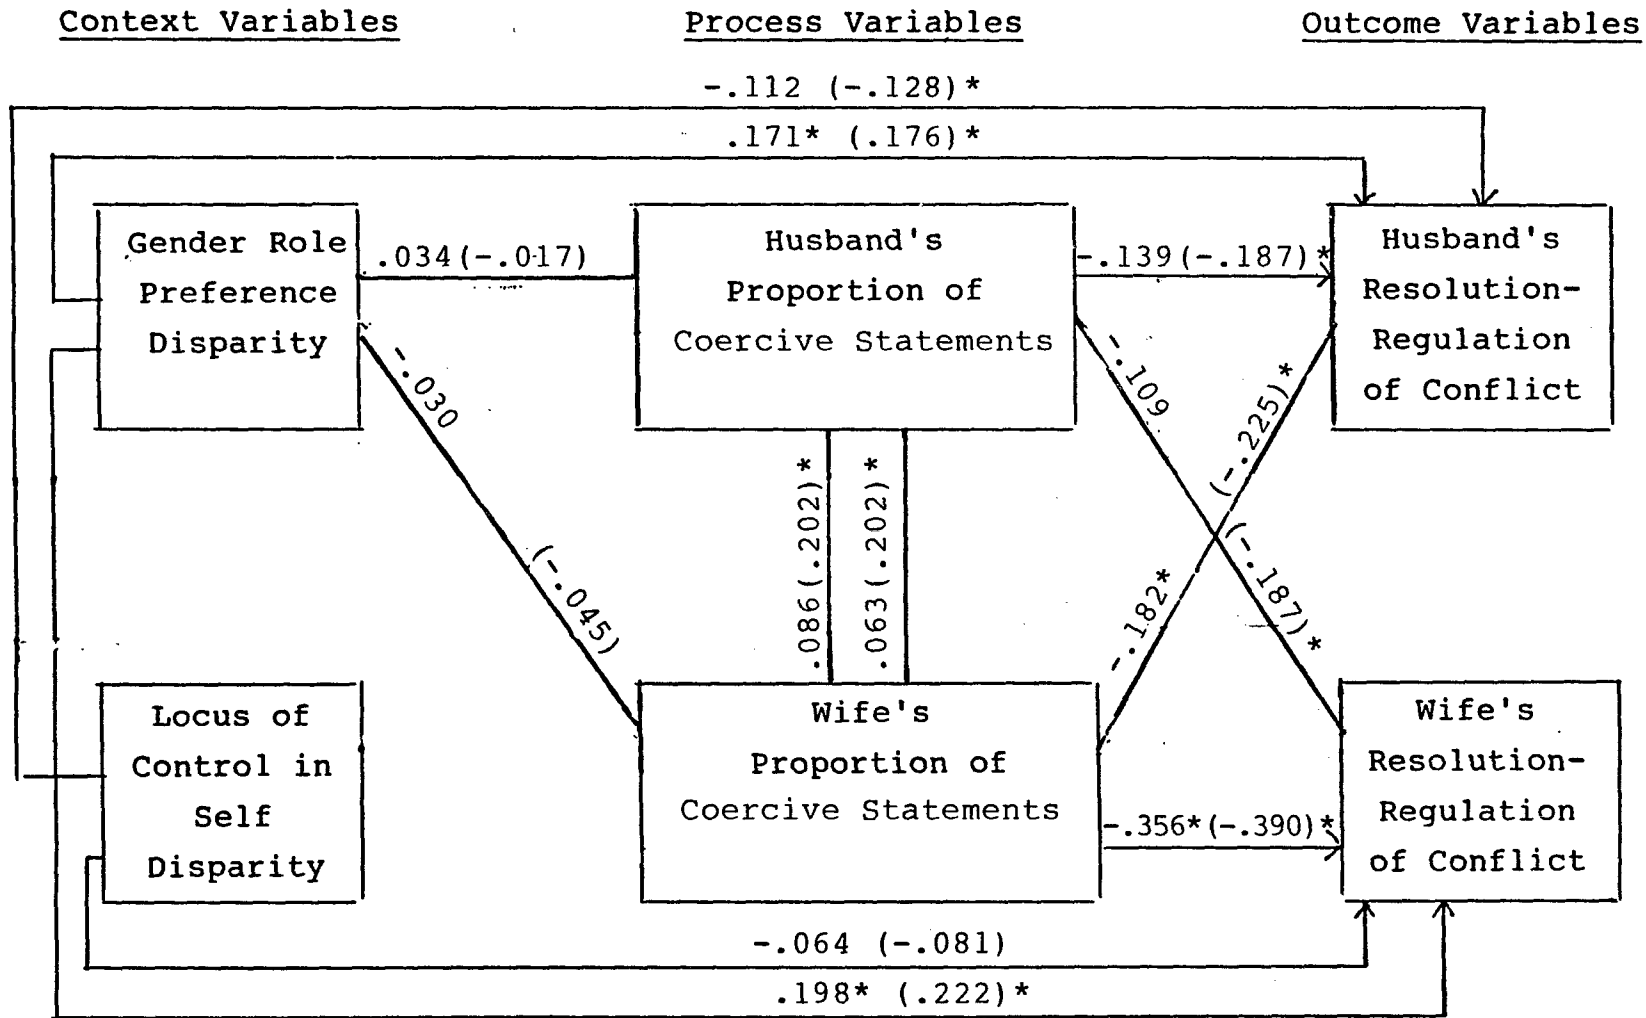 Context Variables
Process Variables
Outcome Variables
-.112 (-.128)*
.171* (.176)*
Gender Role
Preference
Disparity
.034(-.017)
Husband's
Proportion of
Coercive Statements
-.139(-.187)*
Husband's
Resolution-
Regulation
of Conflict
-.030
(-.045)
.086(.202)*
.063(.202)*
-.109
(-.187)*
-.182*
(-.225)*
Locus of
Control in
Self
Disparity
Wife's
Proportion of
Coercive Statements
-.356*(-.390)*
Wife's
Resolution-
Regulation
of Conflict
-.064 (-.081)
.198* (.222)*